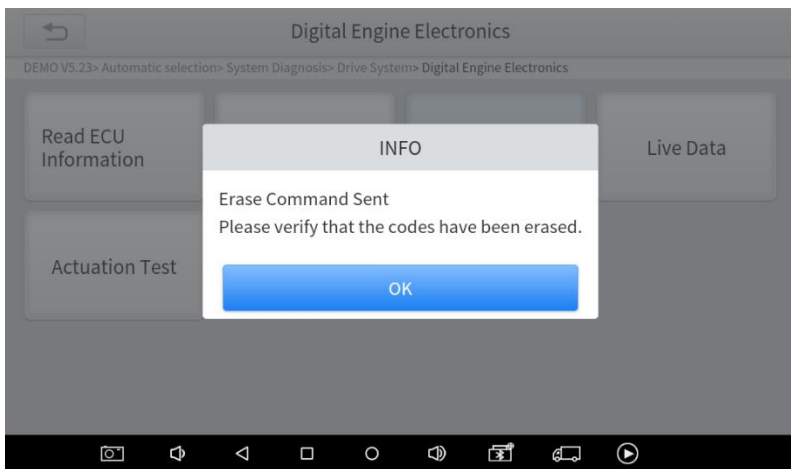 Digital Engine Electronics
DEMO V5.23> Automatic selection> System Diagnosis> Drive System> Digital Engine Electronics
Read ECU
Information
Live Data
INFO
Erase Command Sent
Please verify that the codes have been erased.
OK
Actuation Test